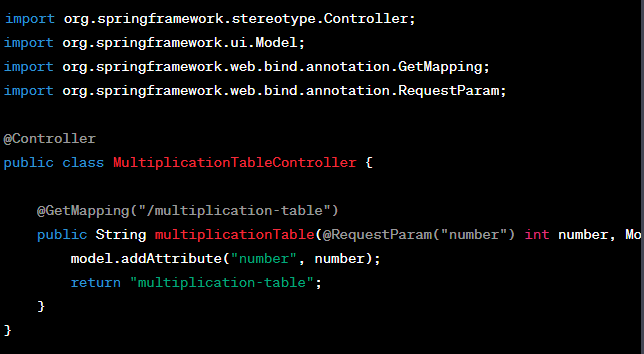 import org.springframework.stereotype.Controller;
import org.springframework.ui.Model;
import org.springframework.web.bind.annotation.GetMapping;
import org.springframework.web.bind.annotation.RequestParam;
@Controller
public class MultiplicationTableController {
@GetMapping("/multiplication-table")
public String multiplicationTable(@RequestParam("number") int number, Mo
model.addAttribute("number", number);
return "multiplication-table";
}
}